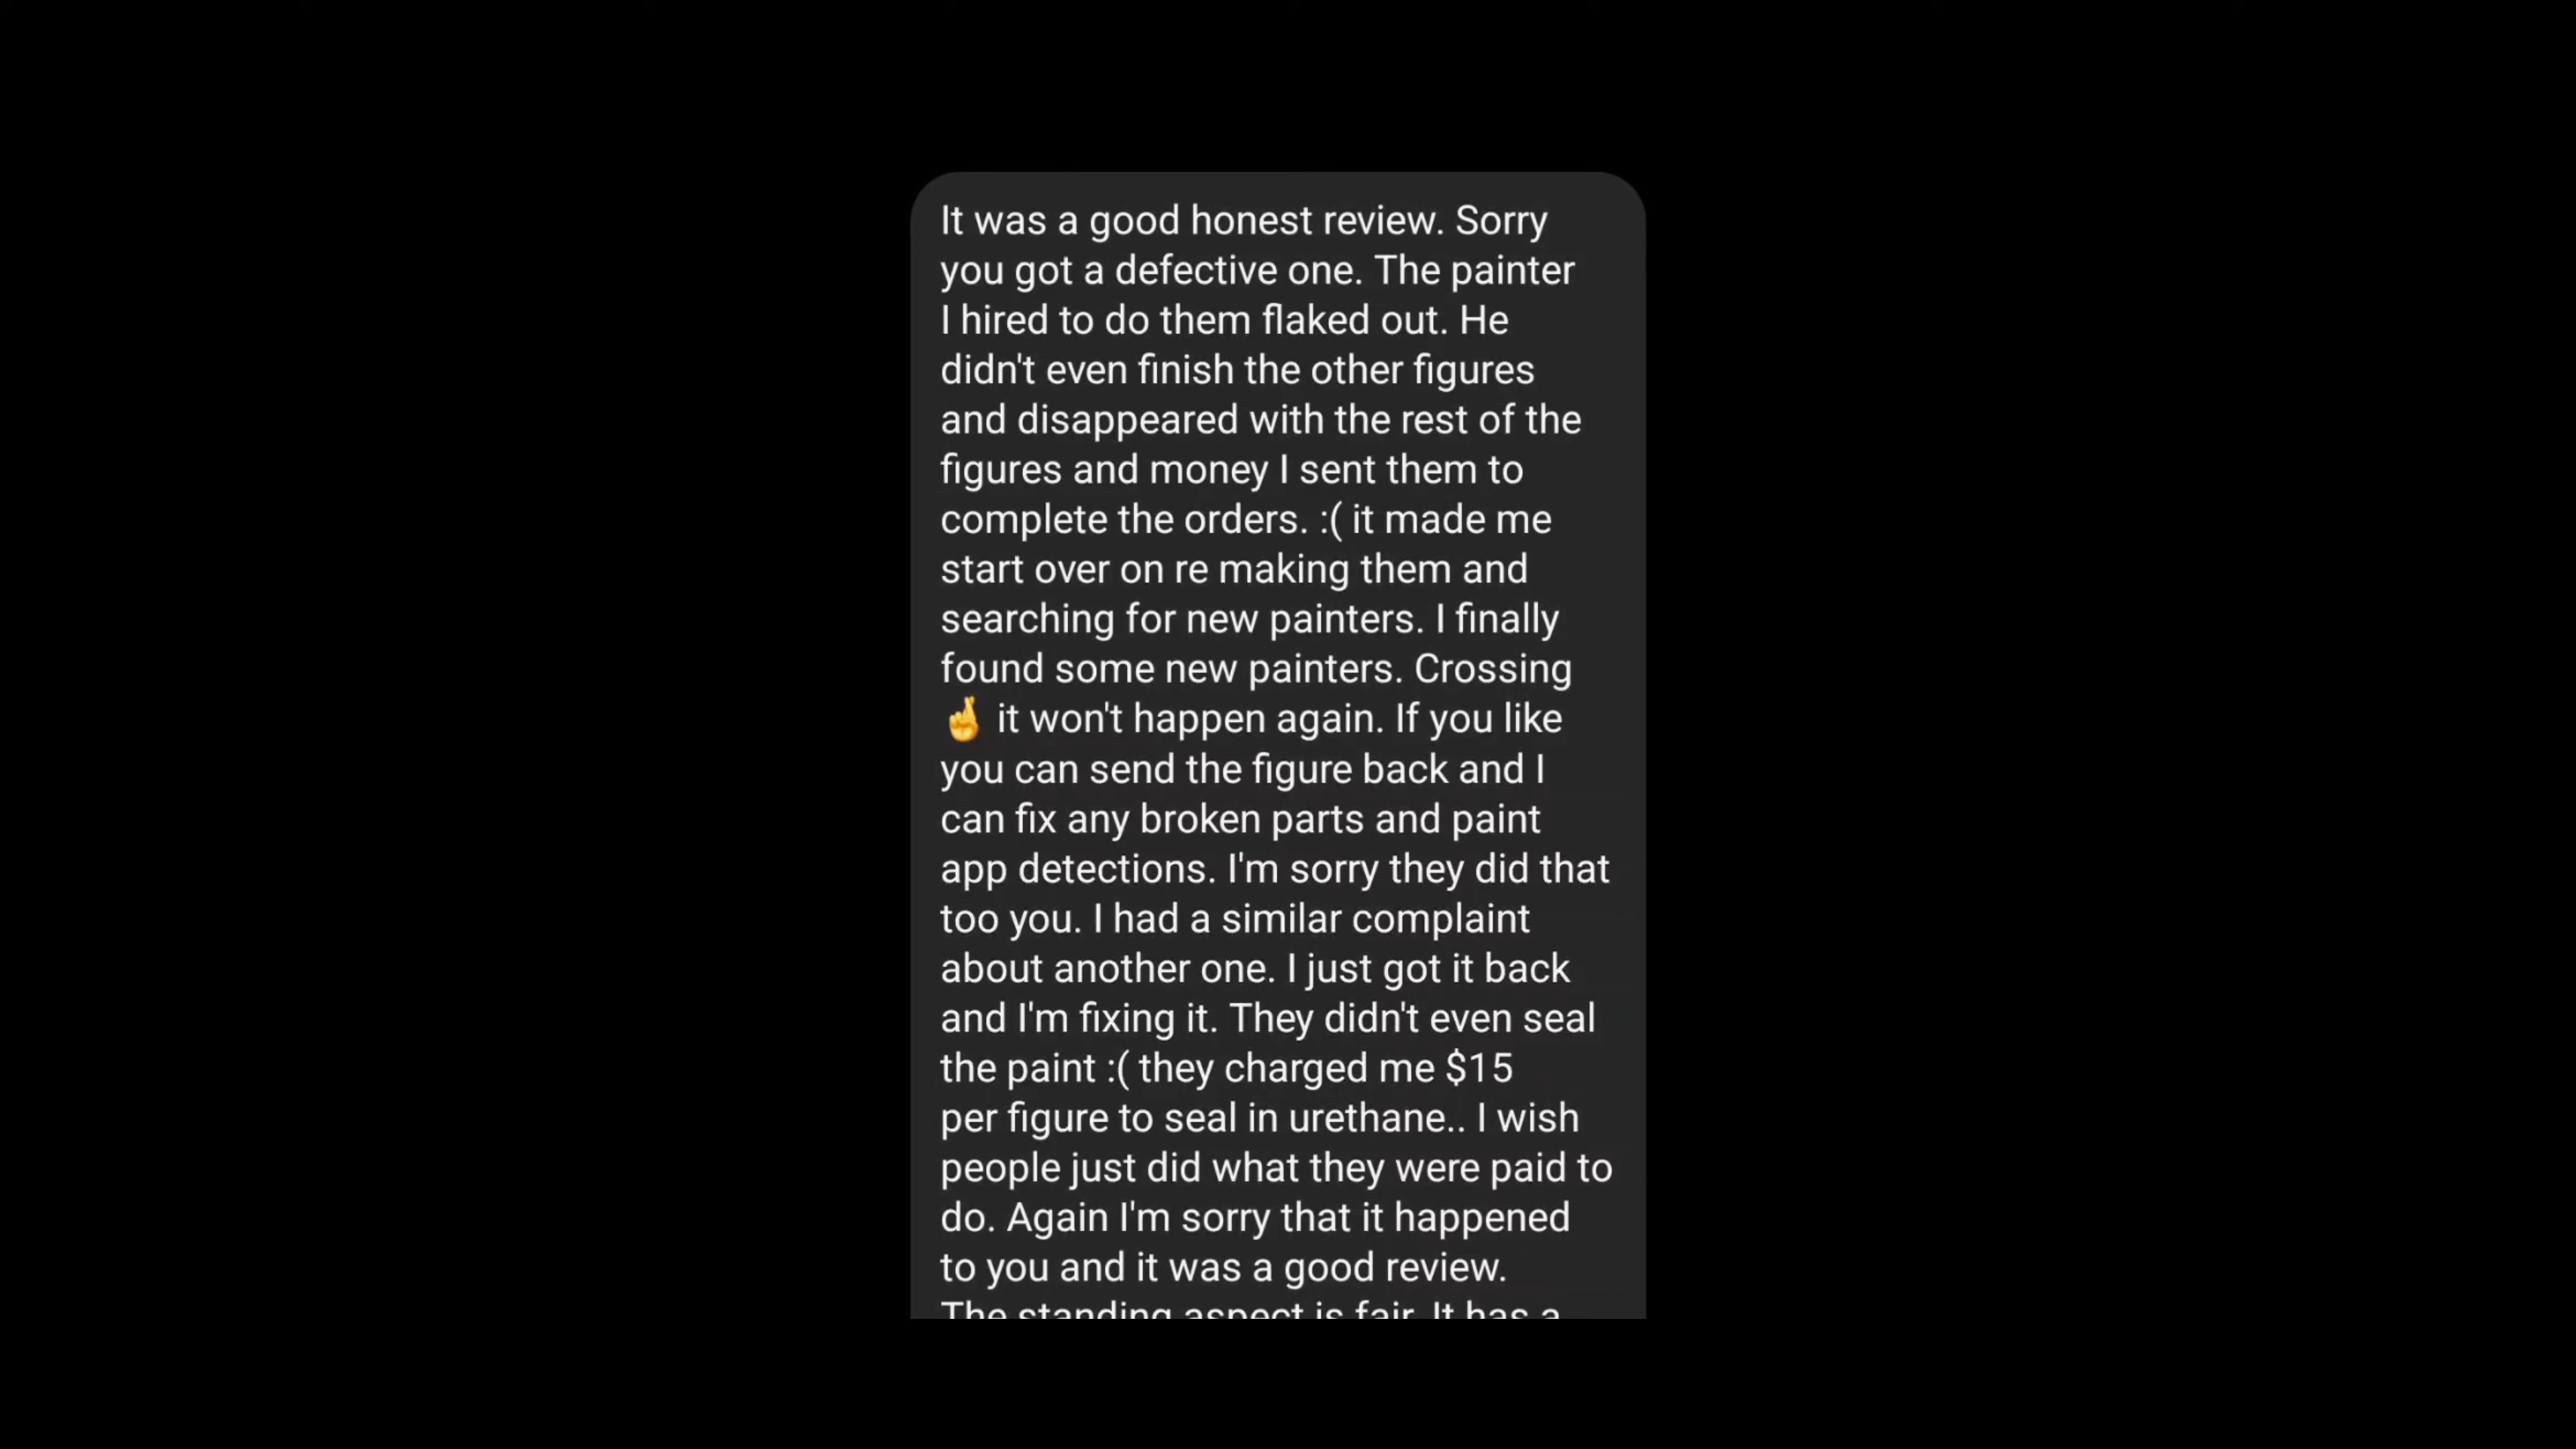 It was a good honest review. Sorry
you got a defective one. The painter
I hired to do them flaked out. He
didn't even finish the other figures
and disappeared with the rest of the
figures and money I sent them to
complete the orders. :( it made me
start over on re making them and
searching for new painters. I finally
found some new painters. Crossing
🤞 it won't happen again. If you like
you can send the figure back and I
can fix any broken parts and paint
app detections. I'm sorry they did that
too you. I had a similar complaint
about another one. I just got it back
and I'm fixing it. They didn't even seal
the paint :( they charged me $15
per figure to seal in urethane.. I wish
people just did what they were paid to
do. Again I'm sorry that it happened
to you and it was a good review.
The standing aspect is fair. It has a